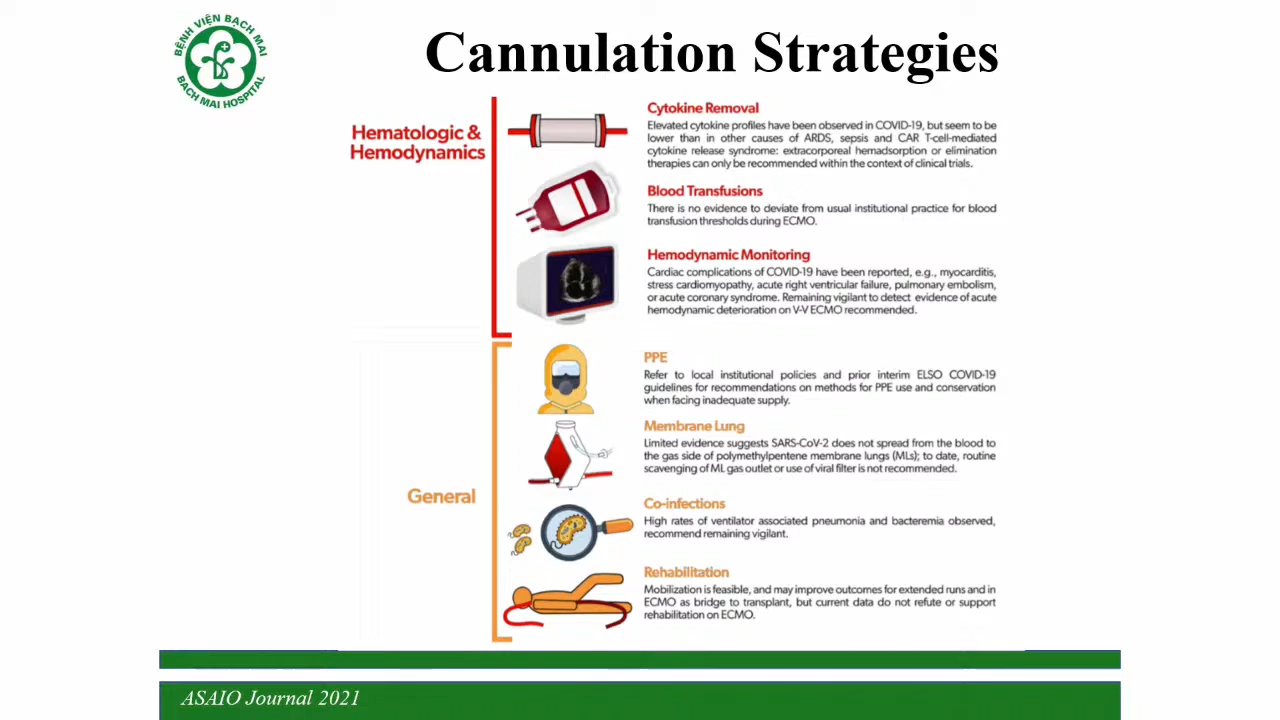 BỆNH VIỆN BẠCH MAI
BACH MAI HOSPITAL
Cannulation Strategies
Hematologic &
Hemodynamics
Cytokine Removal
Elevated cytokine profiles have been observed in COVID-19, but seem to be
lower than in other causes of ARDS, sepsis and CAR T-cell-mediated
cytokine release syndrome: extracorporeal hemadsorption or elimination
therapies can only be recommended within the context of clinical trials.
Blood Transfusions
There is no evidence to deviate from usual institutional practice for blood
transfusion thresholds during ECMO.
Hemodynamic Monitoring
Cardiac complications of COVID-19 have been reported, e.g., myocarditis,
stress cardiomyopathy, acute right ventricular failure, pulmonary embolism,
or acute coronary syndrome. Remaining vigilant to detect evidence of acute
hemodynamic deterioration on V-V ECMO recommended.
General
PPE
Refer to local institutional policies and prior interim ELSO COVID-19
guidelines for recommendations on methods for PPE use and conservation
when facing inadequate supply.
Membrane Lung
Limited evidence suggests SARS-CoV-2 does not spread from the blood to
the gas side of polymethylpentene membrane lungs (MLs); to date, routine
scavenging of ML gas outlet or use of viral filter is not recommended.
Co-infections
High rates of ventilator associated pneumonia and bacteremia observed,
recommend remaining vigilant.
Rehabilitation
Mobilization is feasible, and may improve outcomes for extended runs and in
ECMO as bridge to transplant, but current data do not refute or support
rehabilitation on ECMO.
ASAIO Journal 2021